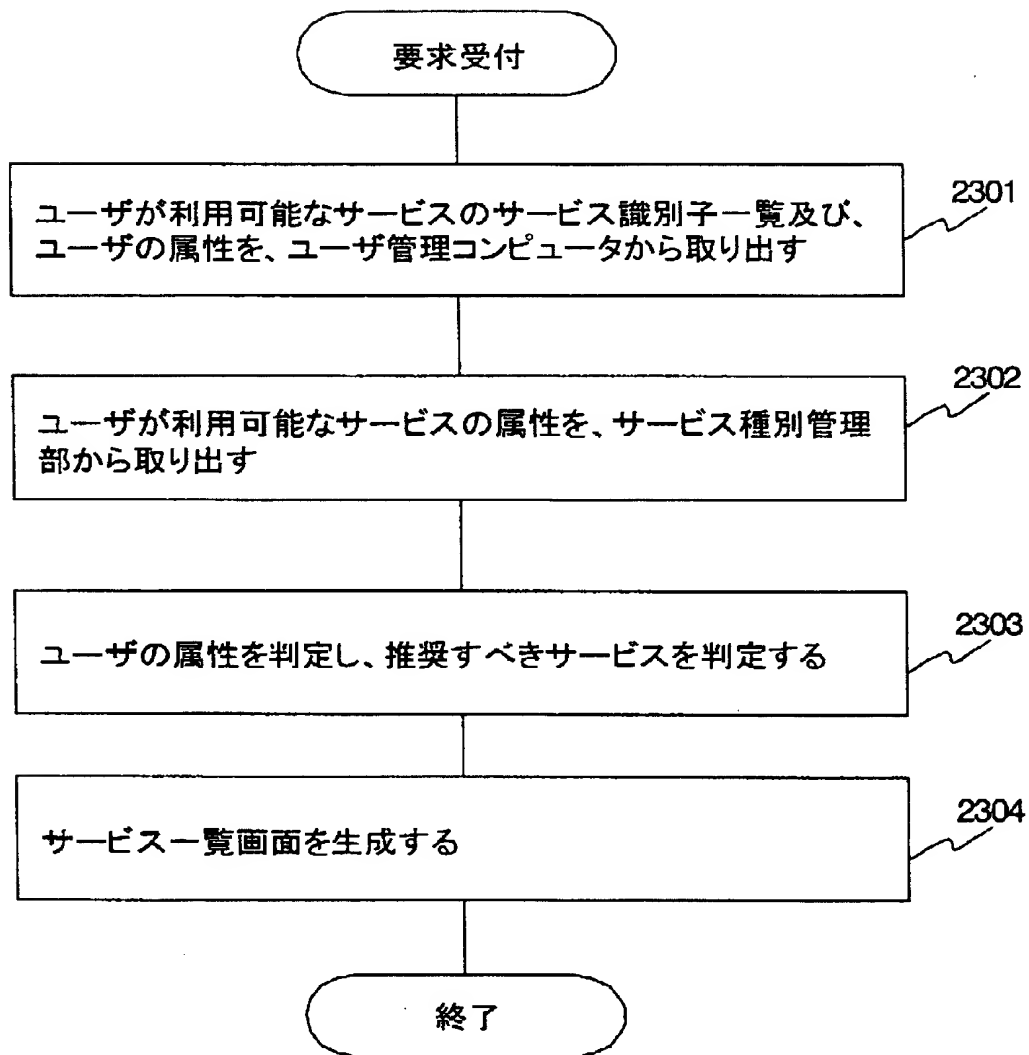 要求受付
2301
ユーザが利用可能なサービスのサービス識別子一覧及び、
ユーザの属性を、ユーザ管理コンピュータから取り出す
2302
ユーザが利用可能なサービスの属性を、サービス種別管理
部から取り出す
2303
ユーザの属性を判定し、推奨すべきサービスを判定する
2304
サービス一覧画面を生成する
終了